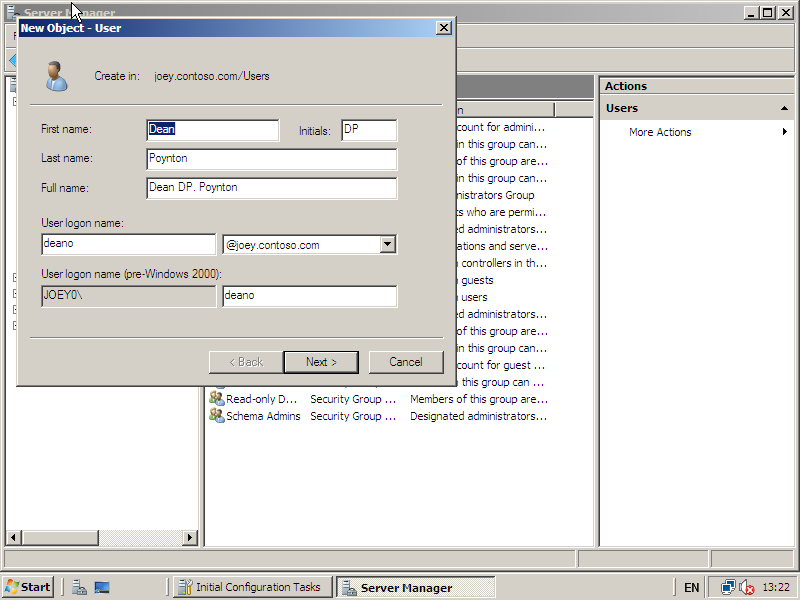 Server Manager
New Object - User
Create in: joey.contoso.com/Users
First name: Dean Initials: DP
Last name: Poynton
Full name: Dean DP. Poynton
User logon name:
deano @joey.contoso.com
User logon name (pre-Windows 2000):
JOEY0\ deano
< Back Next > Cancel
count for admini...
in this group can...
of this group are...
in this group can...
nistrators Group
s who are permi...
ed administrators...
ations and serve...
controllers in th...
guests
users
ed administrators...
of this group are...
in this group can...
count for guest ...
this group can ...
Read-only D... Security Group ... Members of this group are...
Schema Admins Security Group ... Designated administrators...
Actions
Users
More Actions
Start Initial Configuration Tasks Server Manager EN 13:22